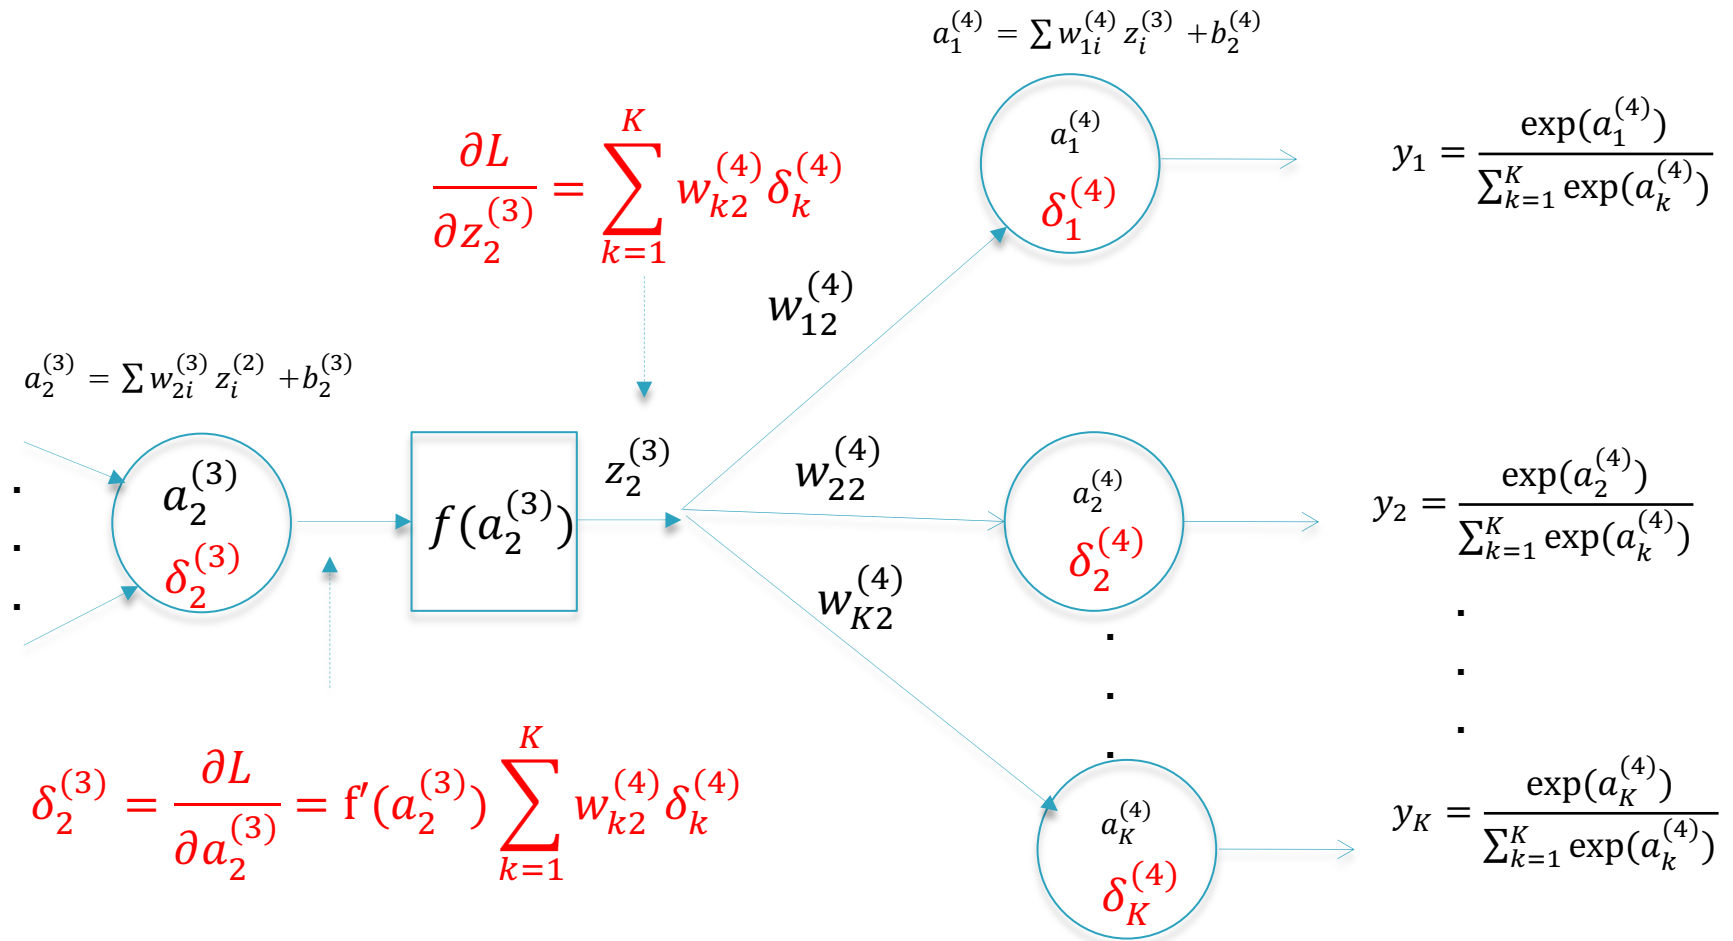 a_1^{(4)} = ∑ w_{1i}^{(4)} z_i^{(3)} + b_2^{(4)}
∂L/∂z_2^{(3)} = ∑_{k=1}^{K} w_{k2}^{(4)} δ_k^{(4)}
a_1^{(4)}
δ_1^{(4)}
y_1 = exp(a_1^{(4)}) / ∑_{k=1}^{K} exp(a_k^{(4)})
w_{12}^{(4)}
a_2^{(3)} = ∑ w_{2i}^{(3)} z_i^{(2)} + b_2^{(3)}
a_2^{(3)}
δ_2^{(3)}
f(a_2^{(3)})
z_2^{(3)}
w_{22}^{(4)}
a_2^{(4)}
δ_2^{(4)}
y_2 = exp(a_2^{(4)}) / ∑_{k=1}^{K} exp(a_k^{(4)})
w_{K2}^{(4)}
δ_2^{(3)} = ∂L/∂a_2^{(3)} = f′(a_2^{(3)}) ∑_{k=1}^{K} w_{k2}^{(4)} δ_k^{(4)}
a_K^{(4)}
δ_K^{(4)}
y_K = exp(a_K^{(4)}) / ∑_{k=1}^{K} exp(a_k^{(4)})